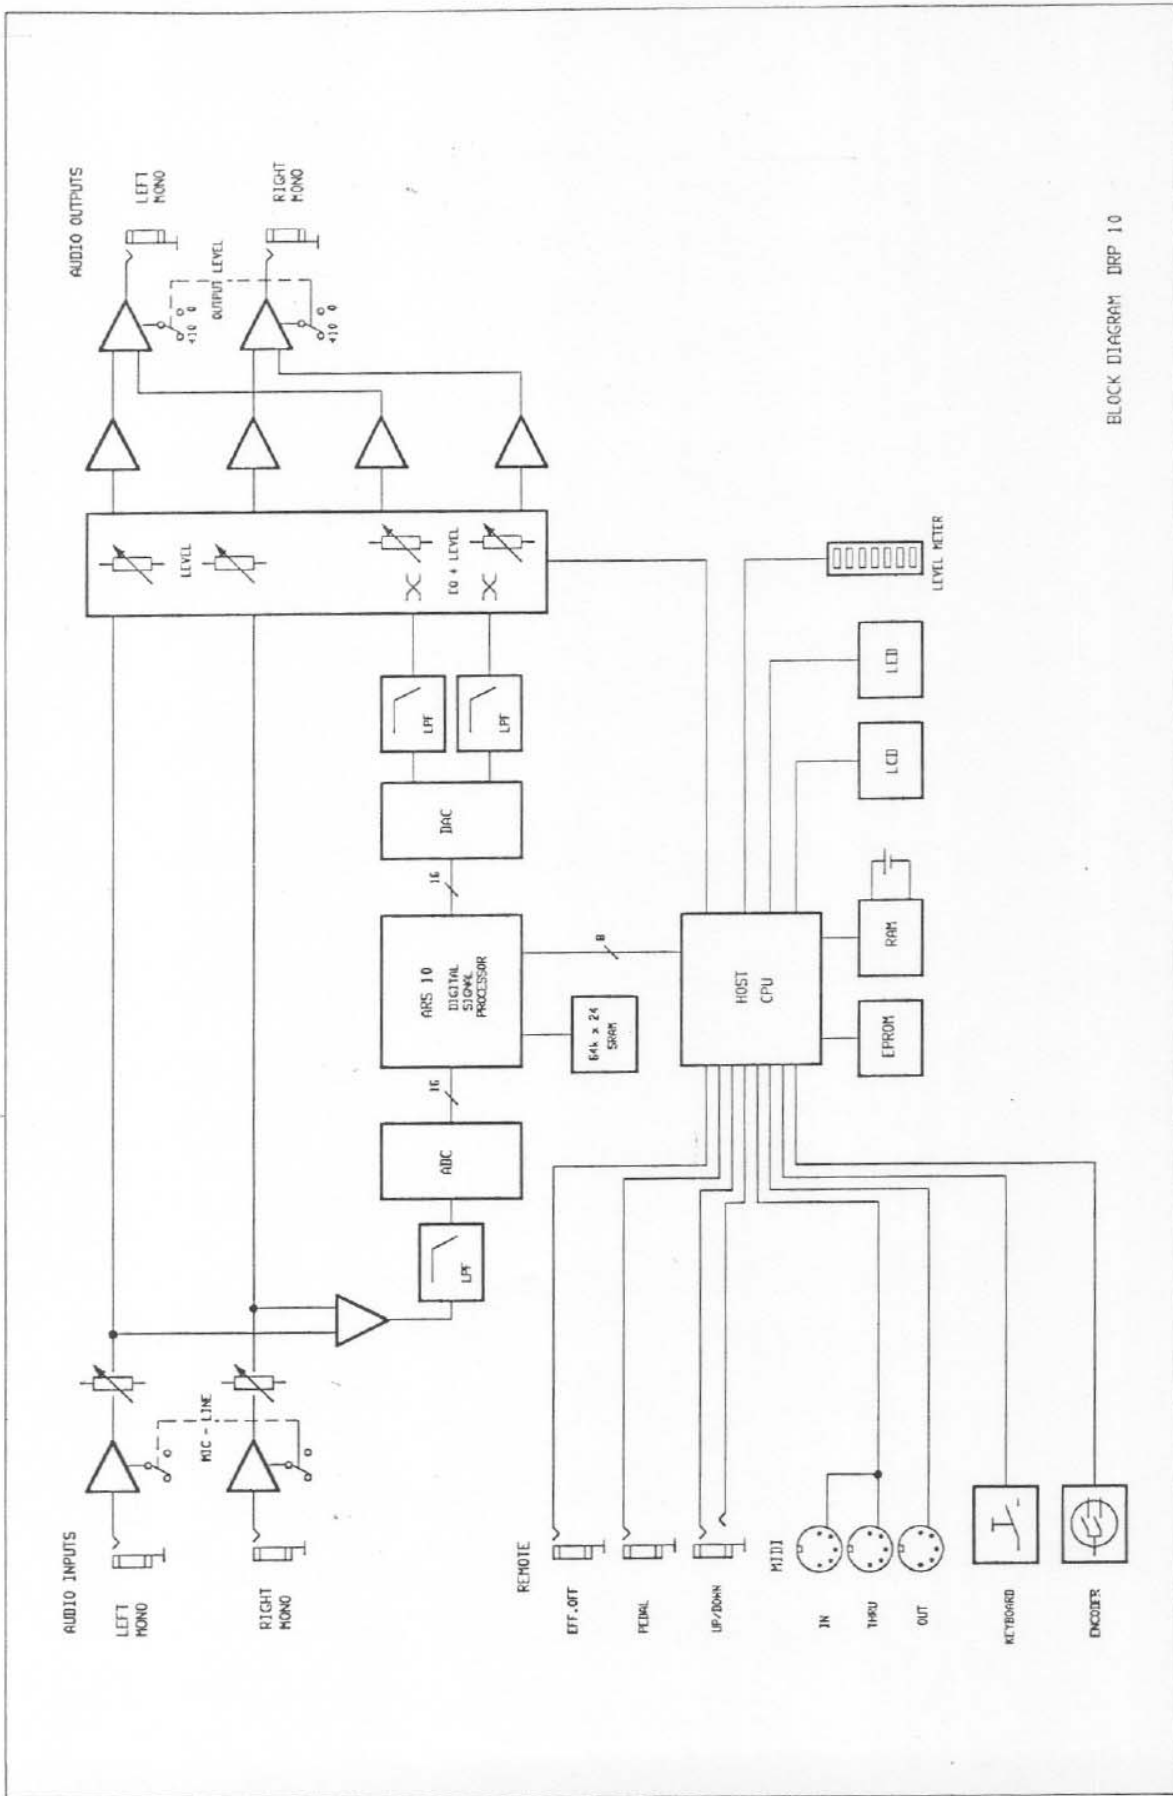 AUDIO INPUTS
LEFT
MONO
RIGHT
MONO
MIC - LINE
LPF
ADC
16
ARS 10
DIGITAL
SIGNAL
PROCESSOR
64k x 24
SRAM
16
DAC
LPF
LPF
LEVEL
EQ + LEVEL
AUDIO OUTPUTS
LEFT
MONO
RIGHT
MONO
+10 0
OUTPUT LEVEL
+10 0
REMOTE
EFF.OFF
PEDAL
UP/DOWN
MIDI
IN
THRU
OUT
KEYBOARD
ENCODER
8
HOST
CPU
EPROM
RAM
LCD
LED
LEVEL METER
BLOCK DIAGRAM DRP 10